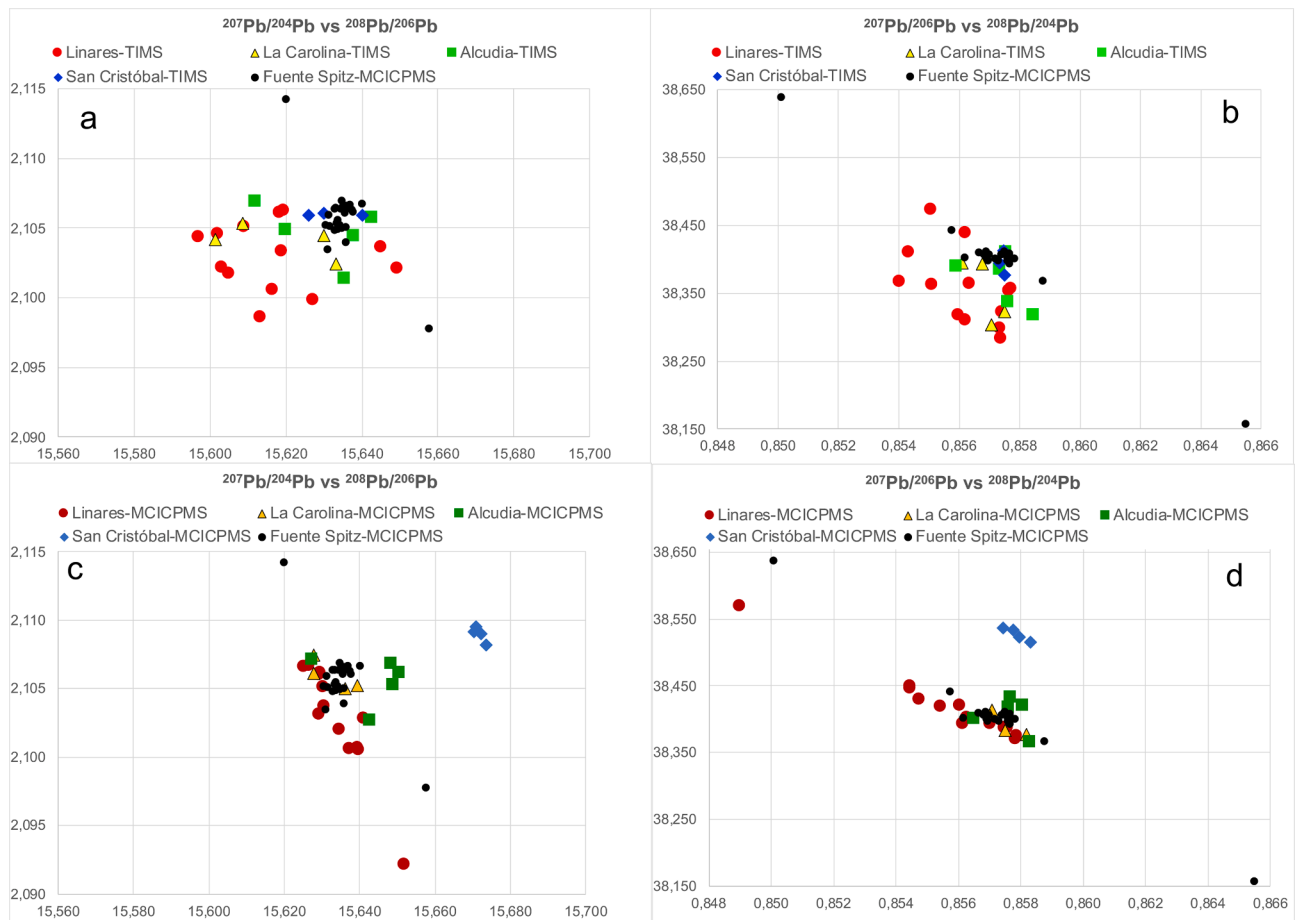 ²⁰⁷Pb/²⁰⁴Pb vs ²⁰⁸Pb/²⁰⁶Pb
Linares-TIMS La Carolina-TIMS Alcudia-TIMS
San Cristóbal-TIMS Fuente Spitz-MCICPMS
a
2,115
2,110
2,105
2,100
2,095
2,090
15,560 15,580 15,600 15,620 15,640 15,660 15,680 15,700
²⁰⁷Pb/²⁰⁶Pb vs ²⁰⁸Pb/²⁰⁴Pb
Linares-TIMS La Carolina-TIMS Alcudia-TIMS
San Cristóbal-TIMS Fuente Spitz-MCICPMS
b
38,650
38,550
38,450
38,350
38,250
38,150
0,848 0,850 0,852 0,854 0,856 0,858 0,860 0,862 0,864 0,866
²⁰⁷Pb/²⁰⁴Pb vs ²⁰⁸Pb/²⁰⁶Pb
Linares-MCICPMS La Carolina-MCICPMS Alcudia-MCICPMS
San Cristóbal-MCICPMS Fuente Spitz-MCICPMS
c
2,115
2,110
2,105
2,100
2,095
2,090
15,560 15,580 15,600 15,620 15,640 15,660 15,680 15,700
²⁰⁷Pb/²⁰⁶Pb vs ²⁰⁸Pb/²⁰⁴Pb
Linares-MCICPMS La Carolina-MCICPMS Alcudia-MCICPMS
San Cristóbal-MCICPMS Fuente Spitz-MCICPMS
d
38,650
38,550
38,450
38,350
38,250
38,150
0,848 0,850 0,852 0,854 0,856 0,858 0,860 0,862 0,864 0,866